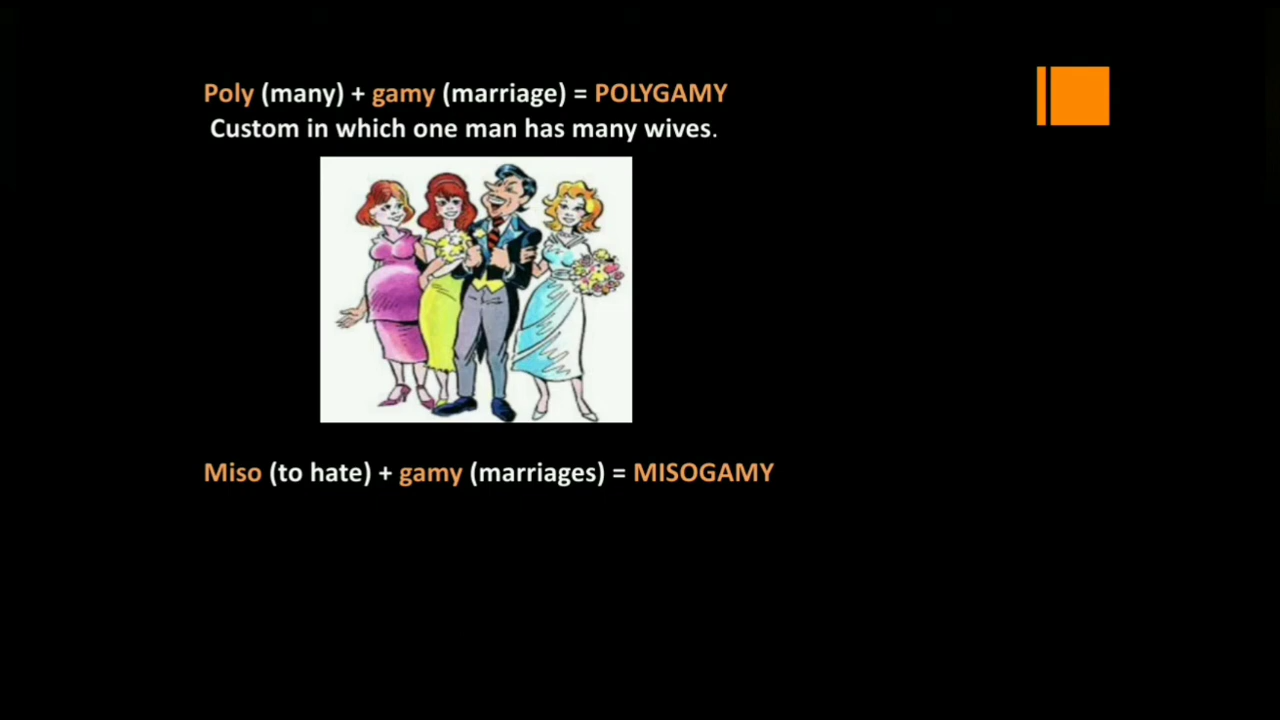 Poly (many) + gamy (marriage) = POLYGAMY
Custom in which one man has many wives.
Miso (to hate) + gamy (marriages) = MISOGAMY